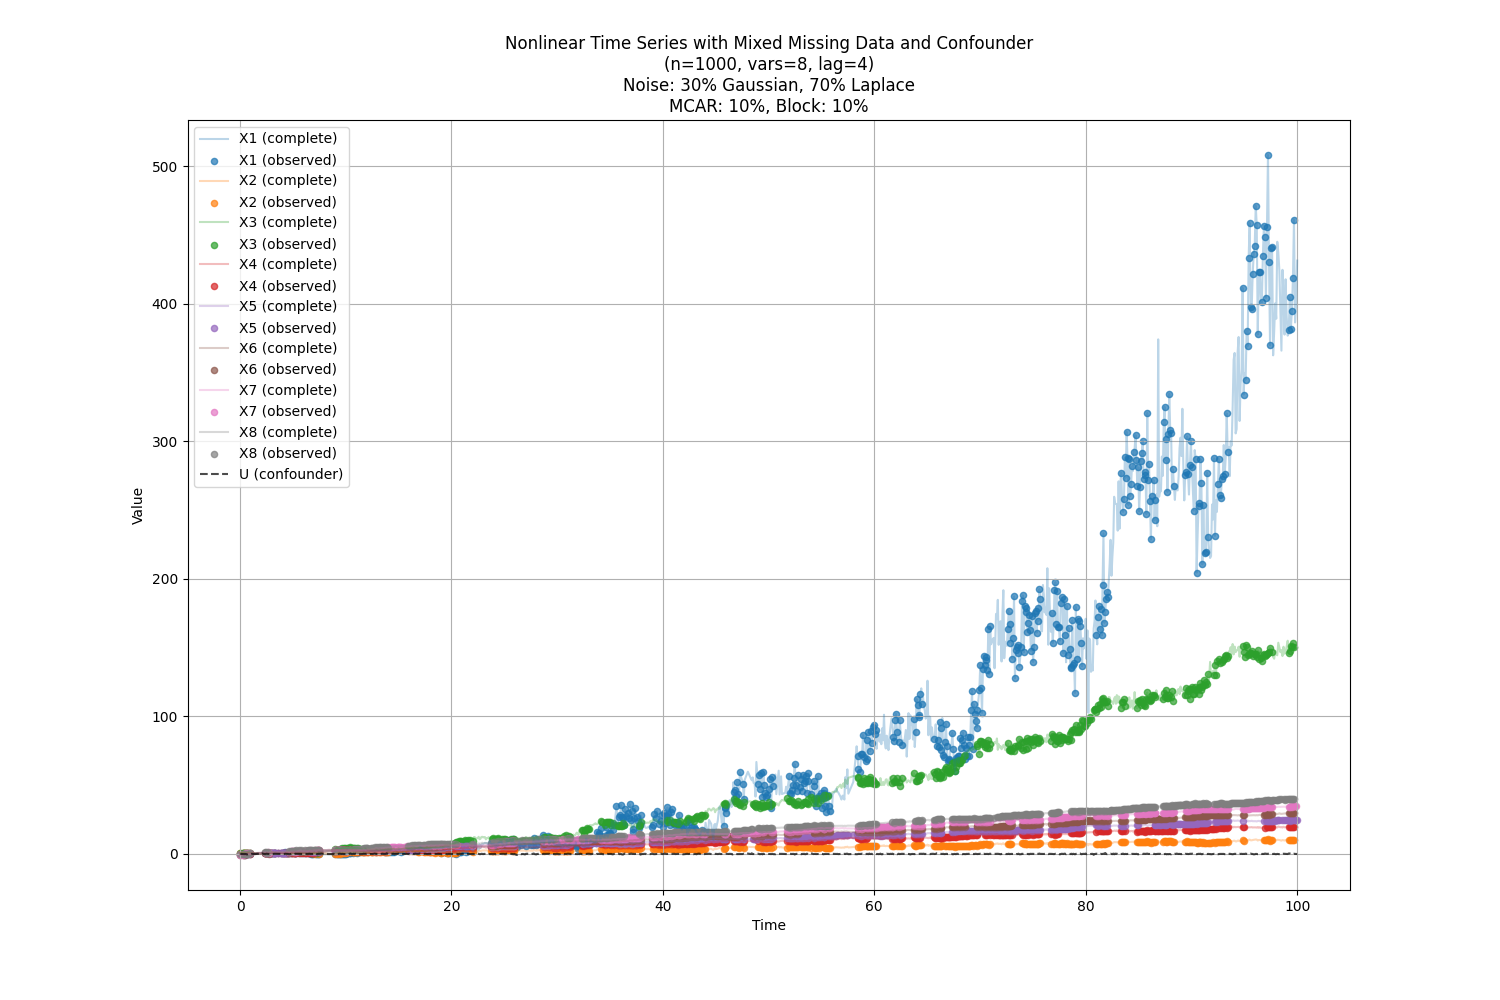 Nonlinear Time Series with Mixed Missing Data and Confounder
(n=1000, vars=8, lag=4)
Noise: 30% Gaussian, 70% Laplace
MCAR: 10%, Block: 10%
X1 (complete)
X1 (observed)
X2 (complete)
X2 (observed)
X3 (complete)
X3 (observed)
X4 (complete)
X4 (observed)
X5 (complete)
X5 (observed)
X6 (complete)
X6 (observed)
X7 (complete)
X7 (observed)
X8 (complete)
X8 (observed)
U (confounder)
Value
500
400
300
200
100
0
0 20 40 60 80 100
Time